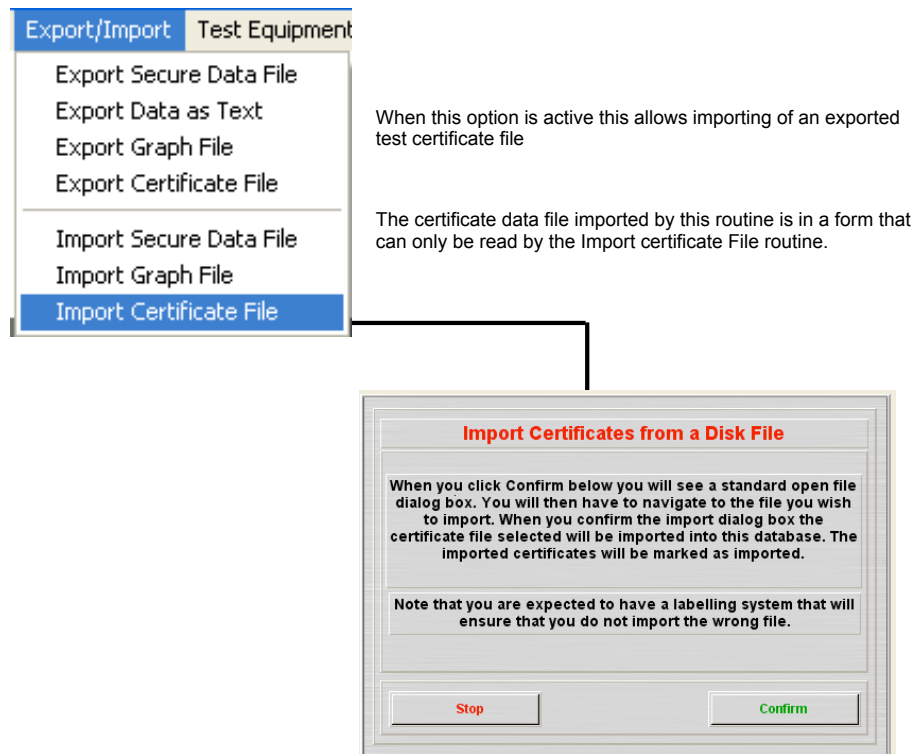 Export/Import Test Equipment
Export Secure Data File
Export Data as Text
Export Graph File
Export Certificate File
Import Secure Data File
Import Graph File
Import Certificate File
When this option is active this allows importing of an exported
test certificate file
The certificate data file imported by this routine is in a form that
can only be read by the Import certificate File routine.
Import Certificates from a Disk File
When you click Confirm below you will see a standard open file
dialog box. You will then have to navigate to the file you wish
to import. When you confirm the import dialog box the
certificate file selected will be imported into this database. The
imported certificates will be marked as imported.
Note that you are expected to have a labelling system that will
ensure that you do not import the wrong file.
Stop Confirm